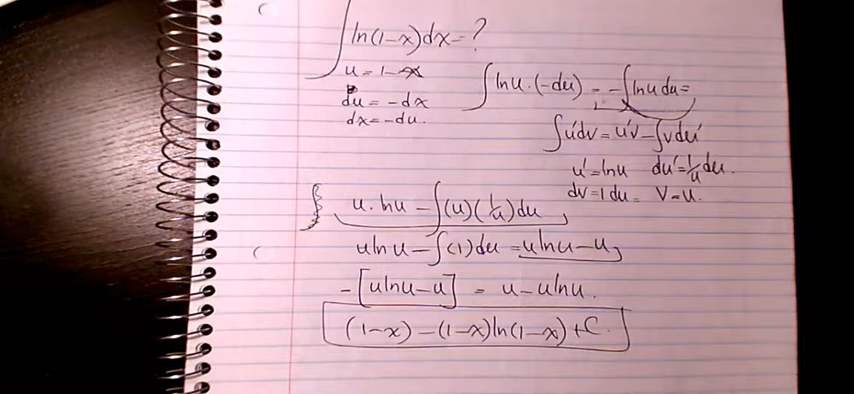 ∫ln(1-x)dx=?
u=1-x
du=-dx
dx=-du.
∫lnu·(-du)=-∫lnu du=
∫u'dv=u'v-∫vdu'
u'=lnu du'=1/u du.
dv=1du= v=u.
u·lnu-∫(u)(1/u)du
ulnu-∫(1)du=ulnu-u
-[ulnu-u]=u-ulnu.
(1-x)-(1-x)ln(1-x)+C.